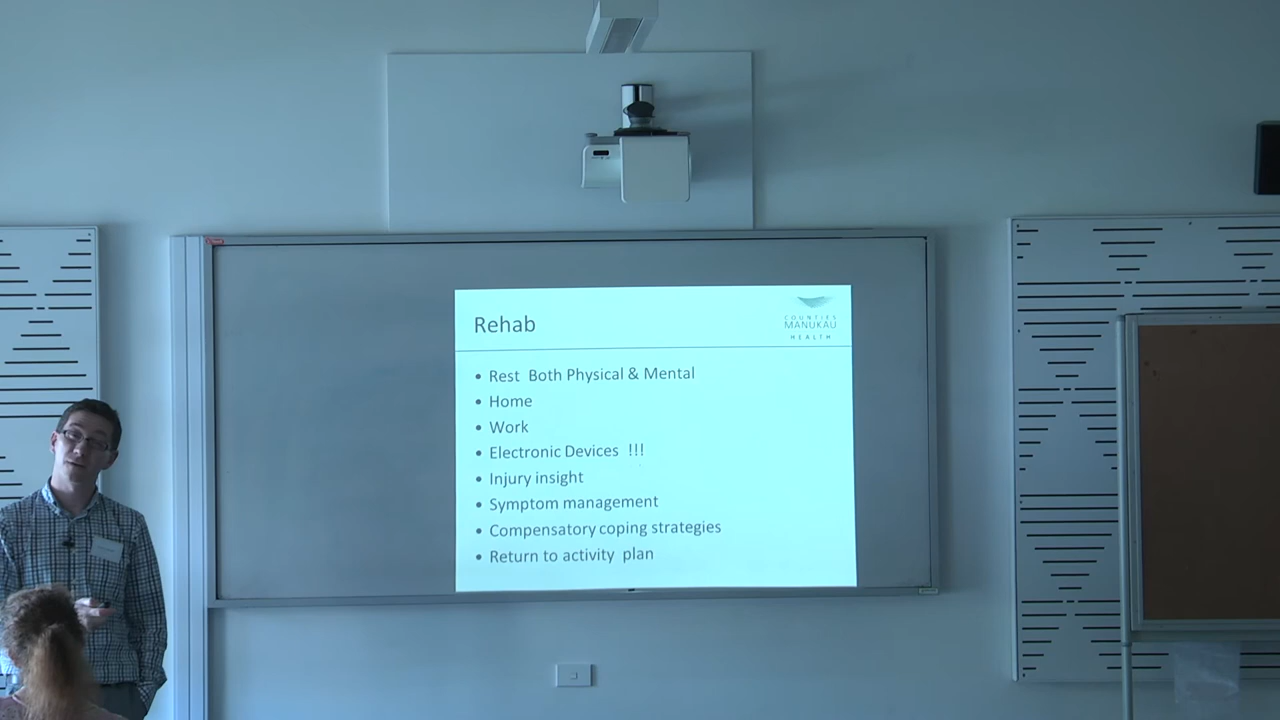 Rehab
COUNTIES
MANUKAU
HEALTH
• Rest Both Physical & Mental
• Home
• Work
• Electronic Devices !!!
• Injury insight
• Symptom management
• Compensatory coping strategies
• Return to activity plan